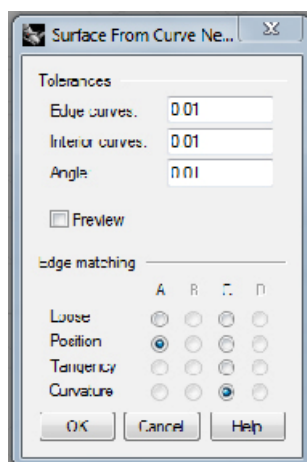 Surface From Curve Ne...
Tolerances
Edge curves: 0.01
Interior curves: 0.01
Angle: 0.01
Preview
Edge matching
A B C D
Loose
Position
Tangency
Curvature
OK Cancel Help